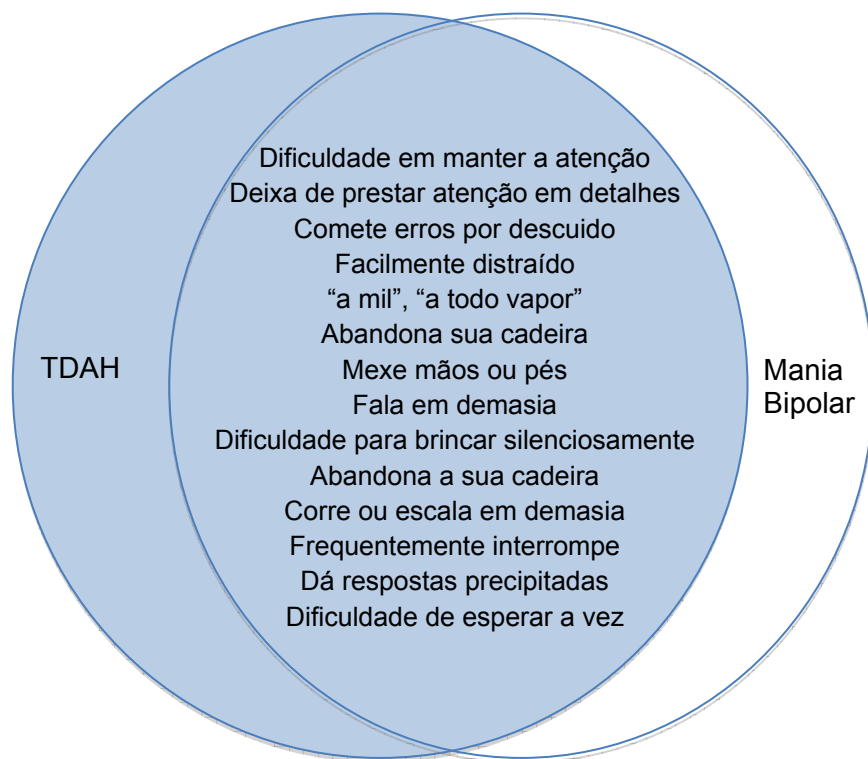 Dificuldade em manter a atenção
Deixa de prestar atenção em detalhes
Comete erros por descuido
Facilmente distraído
“a mil”, “a todo vapor”
Abandona sua cadeira
TDAH
Mexe mãos ou pés
Mania
Bipolar
Fala em demasia
Dificuldade para brincar silenciosamente
Abandona a sua cadeira
Corre ou escala em demasia
Frequentemente interrompe
Dá respostas precipitadas
Dificuldade de esperar a vez